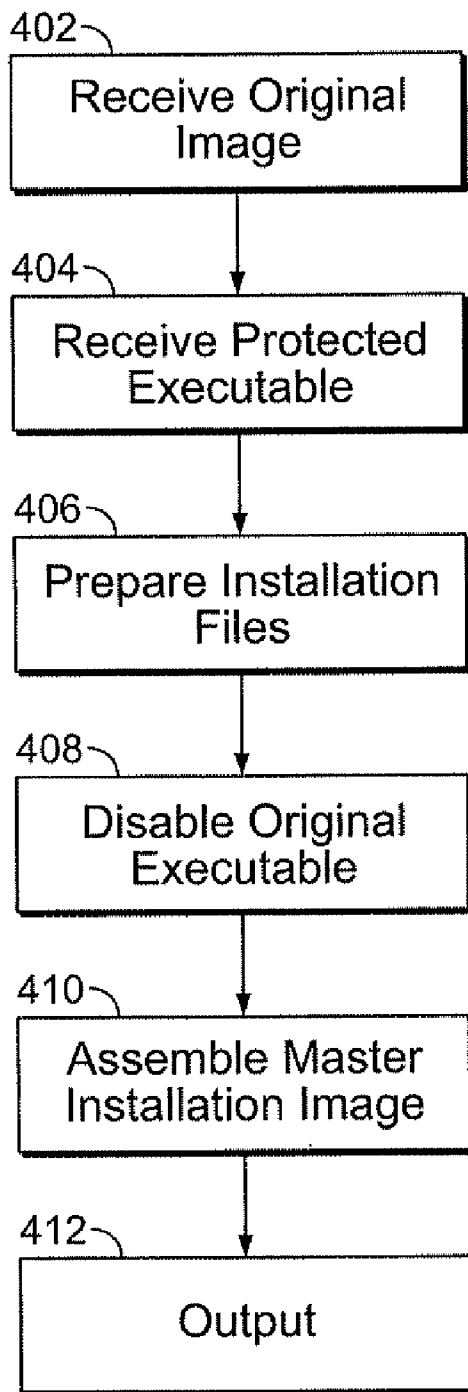 402
Receive Original
Image
404
Receive Protected
Executable
406
Prepare Installation
Files
408
Disable Original
Executable
410
Assemble Master
Installation Image
412
Output